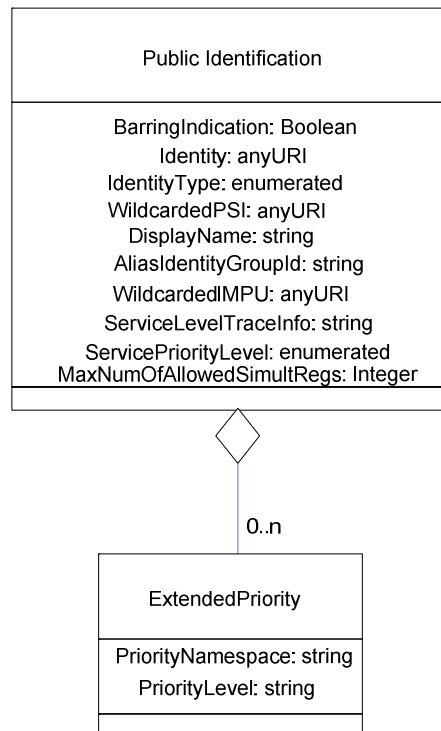 Public Identification
BarringIndication: Boolean
Identity: anyURI
IdentityType: enumerated
WildcardedPSI: anyURI
DisplayName: string
AliasIdentityGroupId: string
WildcardedIMPU: anyURI
ServiceLevelTraceInfo: string
ServicePriorityLevel: enumerated
MaxNumOfAllowedSimultRegs: Integer
0..n
ExtendedPriority
PriorityNamespace: string
PriorityLevel: string